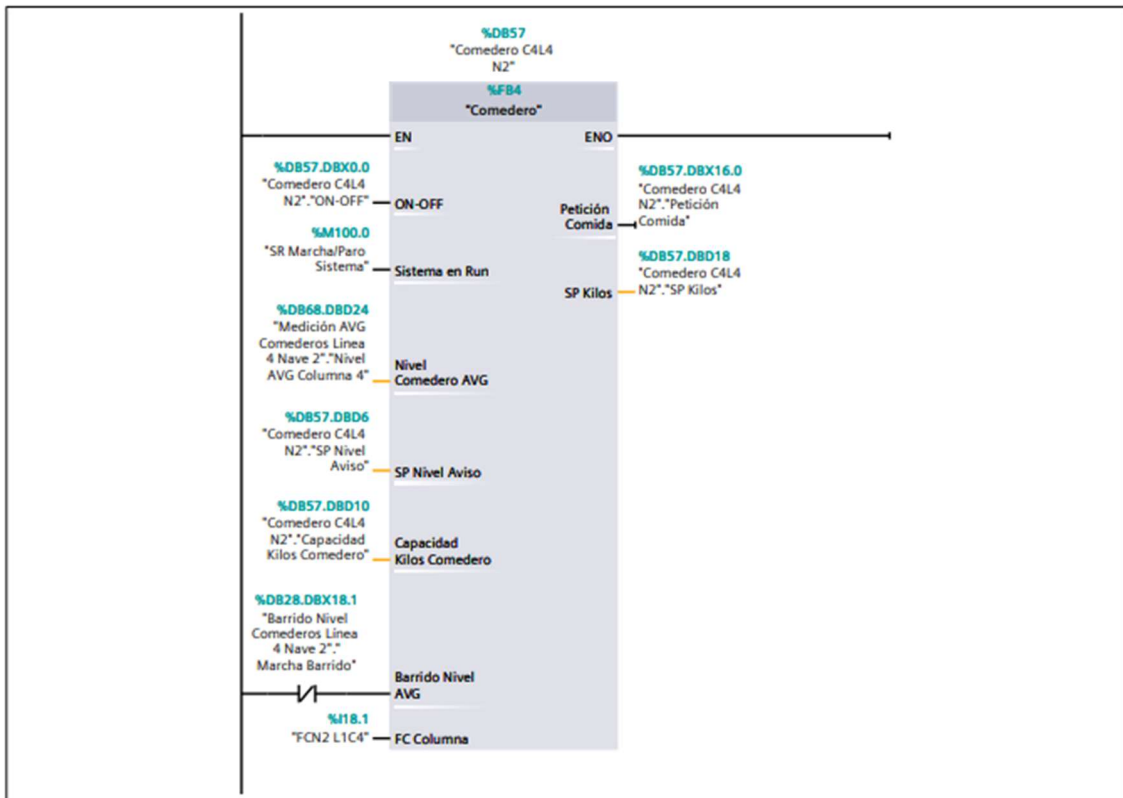 %DB57
"Comedero C4L4
N2"
%FB4
"Comedero"
EN
ENO
%DB57.DBX0.0
"Comedero C4L4
N2"."ON-OFF"
ON-OFF
%DB57.DBX16.0
"Comedero C4L4
N2"."Petición
Comida"
Petición
Comida
%M100.0
"SR Marcha/Paro
Sistema"
Sistema en Run
%DB57.DBD18
"Comedero C4L4
N2"."SP Kilos"
SP Kilos
%DB68.DBD24
"Medición AVG
Comederos Linea
4 Nave 2"."Nivel
AVG Columna 4"
Nivel
Comedero AVG
%DB57.DBD6
"Comedero C4L4
N2"."SP Nivel
Aviso"
SP Nivel Aviso
%DB57.DBD10
"Comedero C4L4
N2"."Capacidad
Kilos Comedero"
Capacidad
Kilos Comedero
%DB28.DBX18.1
"Barrido Nivel
Comederos Línea
4 Nave 2"."
Marcha Barrido"
Barrido Nivel
AVG
%I18.1
"FCN2 L1C4"
FC Columna